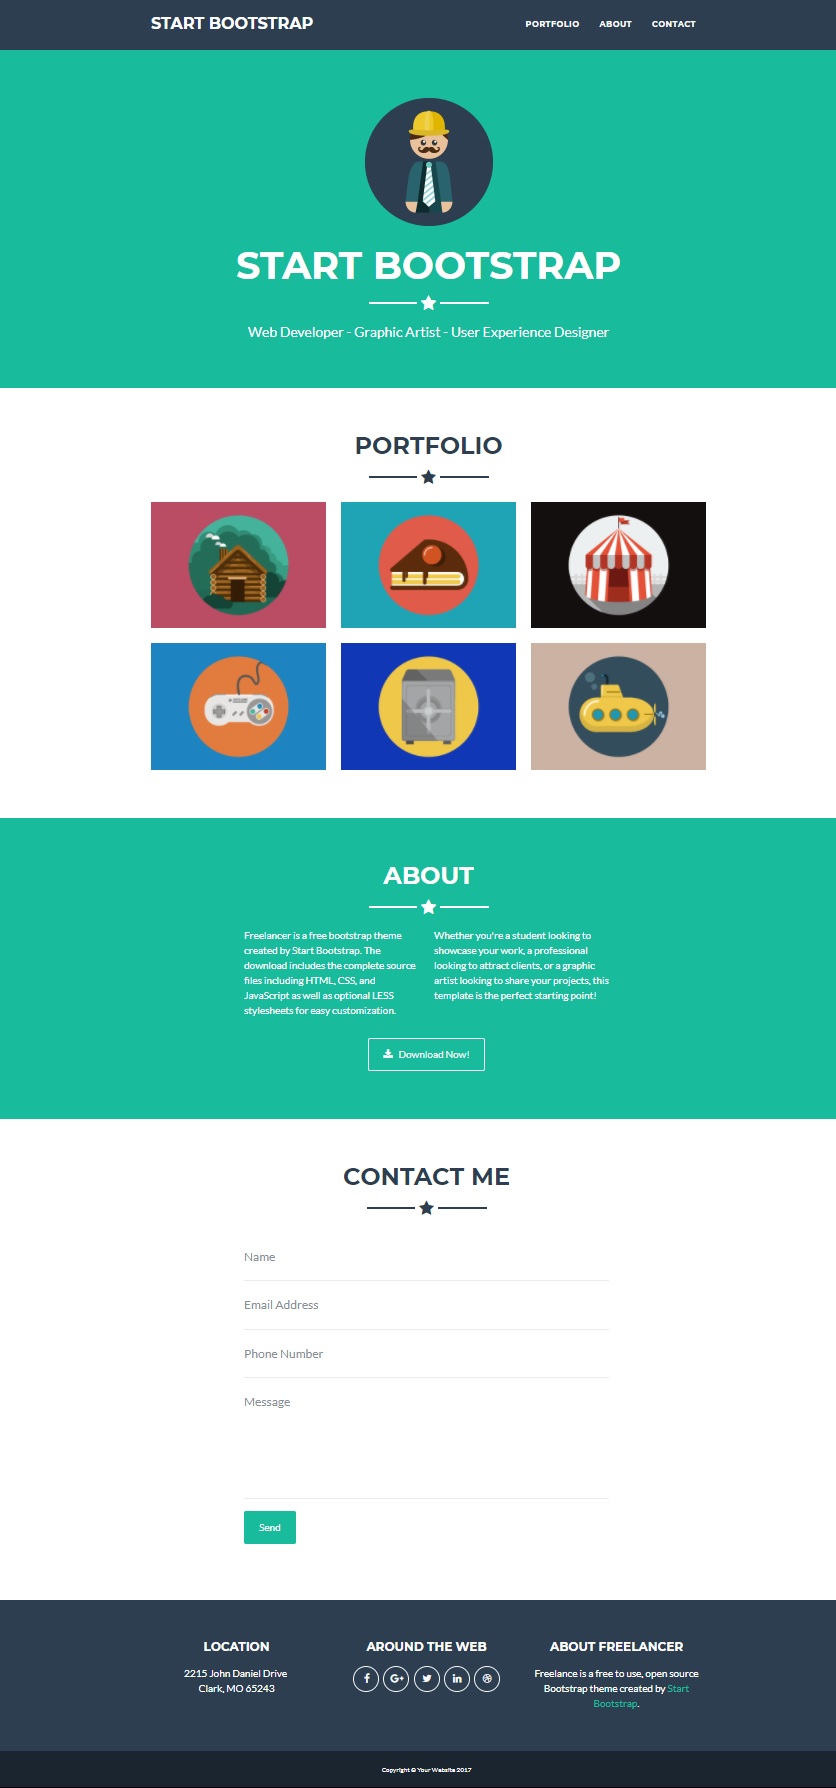 START BOOTSTRAP
PORTFOLIO ABOUT CONTACT
START BOOTSTRAP
Web Developer - Graphic Artist - User Experience Designer
PORTFOLIO
ABOUT
Freelancer is a free bootstrap theme
created by Start Bootstrap. The
download includes the complete source
files including HTML, CSS, and
JavaScript as well as optional LESS
stylesheets for easy customization.
Whether you're a student looking to
showcase your work, a professional
looking to attract clients, or a graphic
artist looking to share your projects, this
template is the perfect starting point!
Download Now!
CONTACT ME
Name
Email Address
Phone Number
Message
Send
LOCATION
2215 John Daniel Drive
Clark, MO 65243
AROUND THE WEB
ABOUT FREELANCER
Freelance is a free to use, open source
Bootstrap theme created by Start
Bootstrap.
Copyright © Your Website 2017